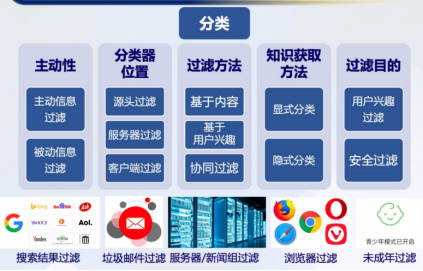 分类
主动性
分类器
位置
过滤方法
知识获取
方法
过滤目的
主动信息
过滤
被动信息
过滤
源头过滤
服务器过滤
客户端过滤
基于内容
基于
用户兴趣
协同过滤
显式分类
隐式分类
用户兴趣
过滤
安全过滤
bing
Yandex
Aol.
青少年模式已开启
搜索结果过滤
垃圾邮件过滤
服务器/新闻组过滤
浏览器过滤
未成年过滤